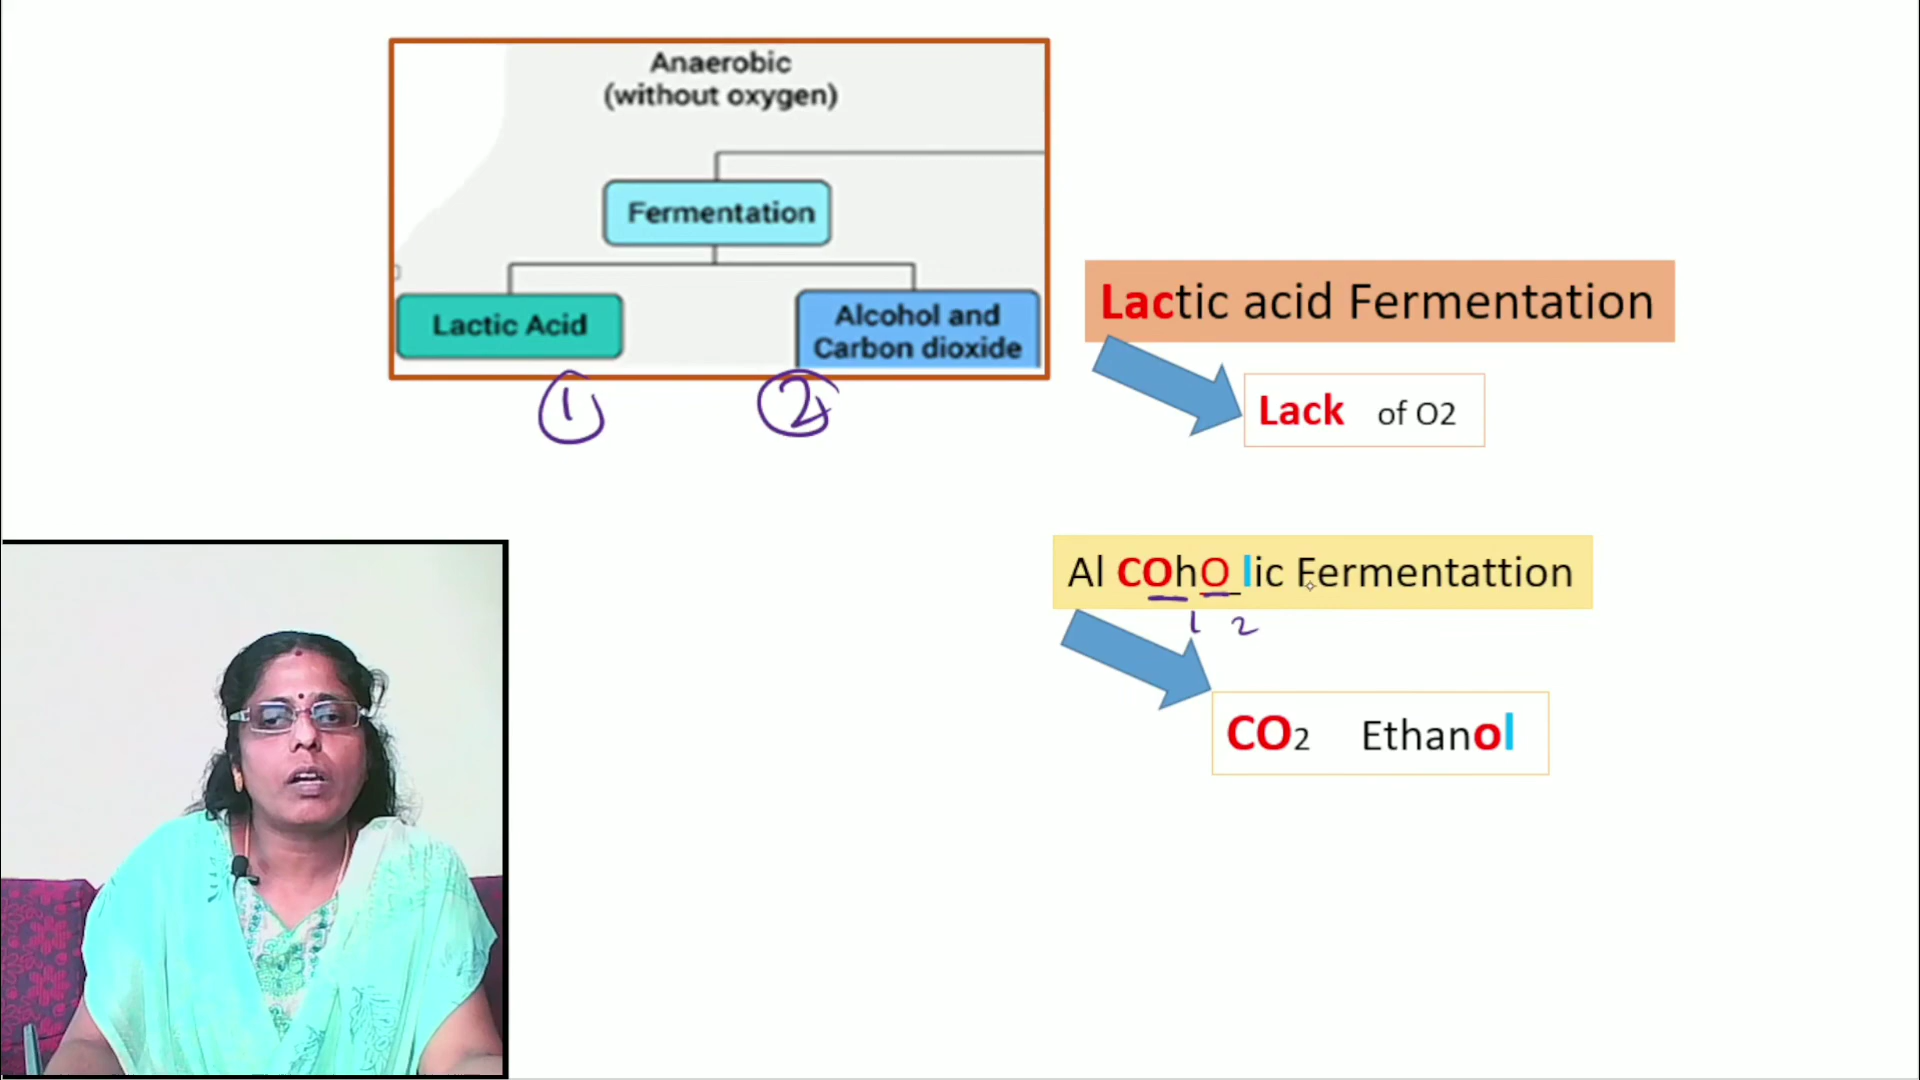 Anaerobic
(without oxygen)
Fermentation
Lactic Acid
Alcohol and
Carbon dioxide
1
2
Lactic acid Fermentation
Lack of O2
Al COhO lic Fermentattion
1 2
CO2 Ethanol